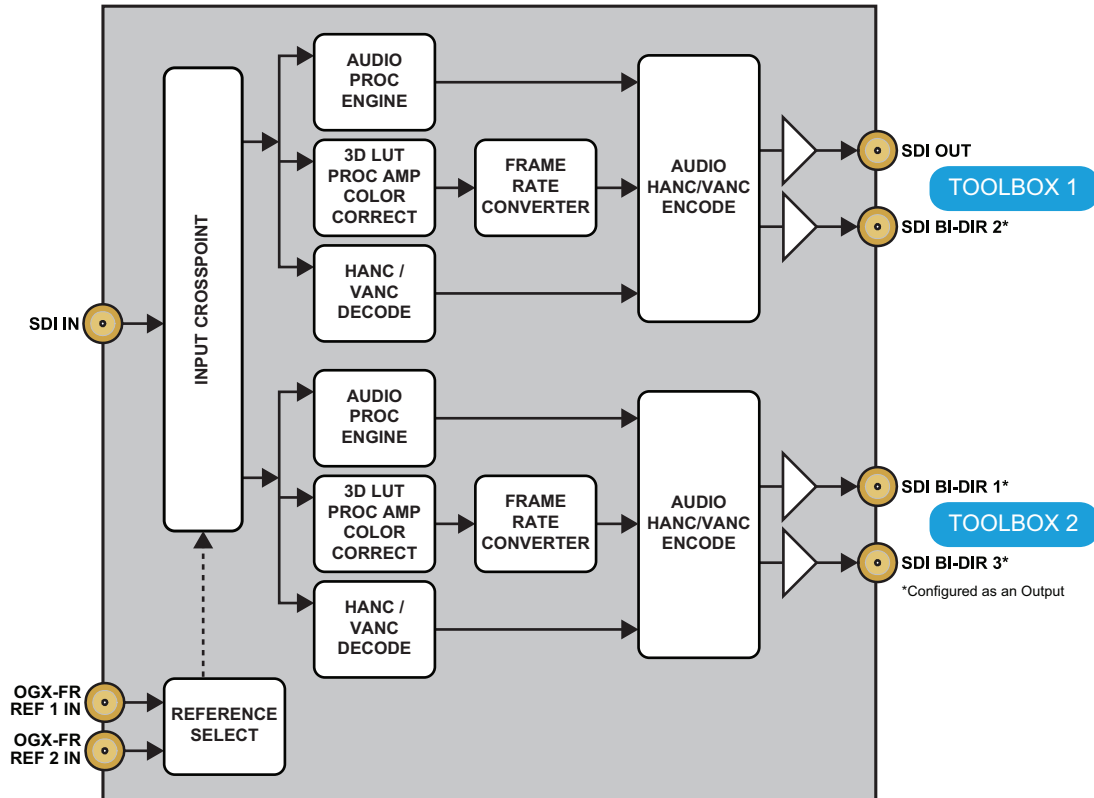 AUDIO
PROC
ENGINE
3D LUT
PROC AMP
COLOR
CORRECT
FRAME
RATE
CONVERTER
HANC /
VANC
DECODE
AUDIO
HANC/VANC
ENCODE
SDI OUT
TOOLBOX 1
SDI BI-DIR 2*
SDI IN
INPUT CROSSPOINT
AUDIO
PROC
ENGINE
3D LUT
PROC AMP
COLOR
CORRECT
FRAME
RATE
CONVERTER
HANC /
VANC
DECODE
AUDIO
HANC/VANC
ENCODE
SDI BI-DIR 1*
TOOLBOX 2
SDI BI-DIR 3*
*Configured as an Output
OGX-FR
REF 1 IN
OGX-FR
REF 2 IN
REFERENCE
SELECT